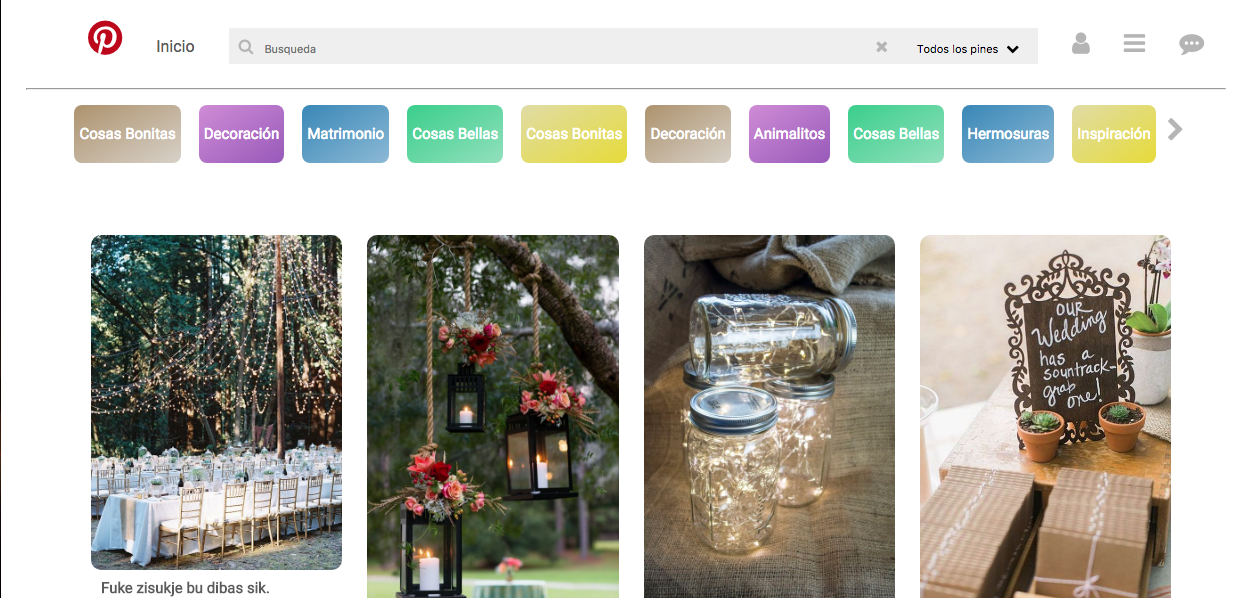 Inicio
Busqueda
Todos los pines
Cosas Bonitas
Decoración
Matrimonio
Cosas Bellas
Cosas Bonitas
Decoración
Animalitos
Cosas Bellas
Hermosuras
Inspiración
OUR
Wedding
has a
sountrack-
grab
one!
Fuke zisukje bu dibas sik.